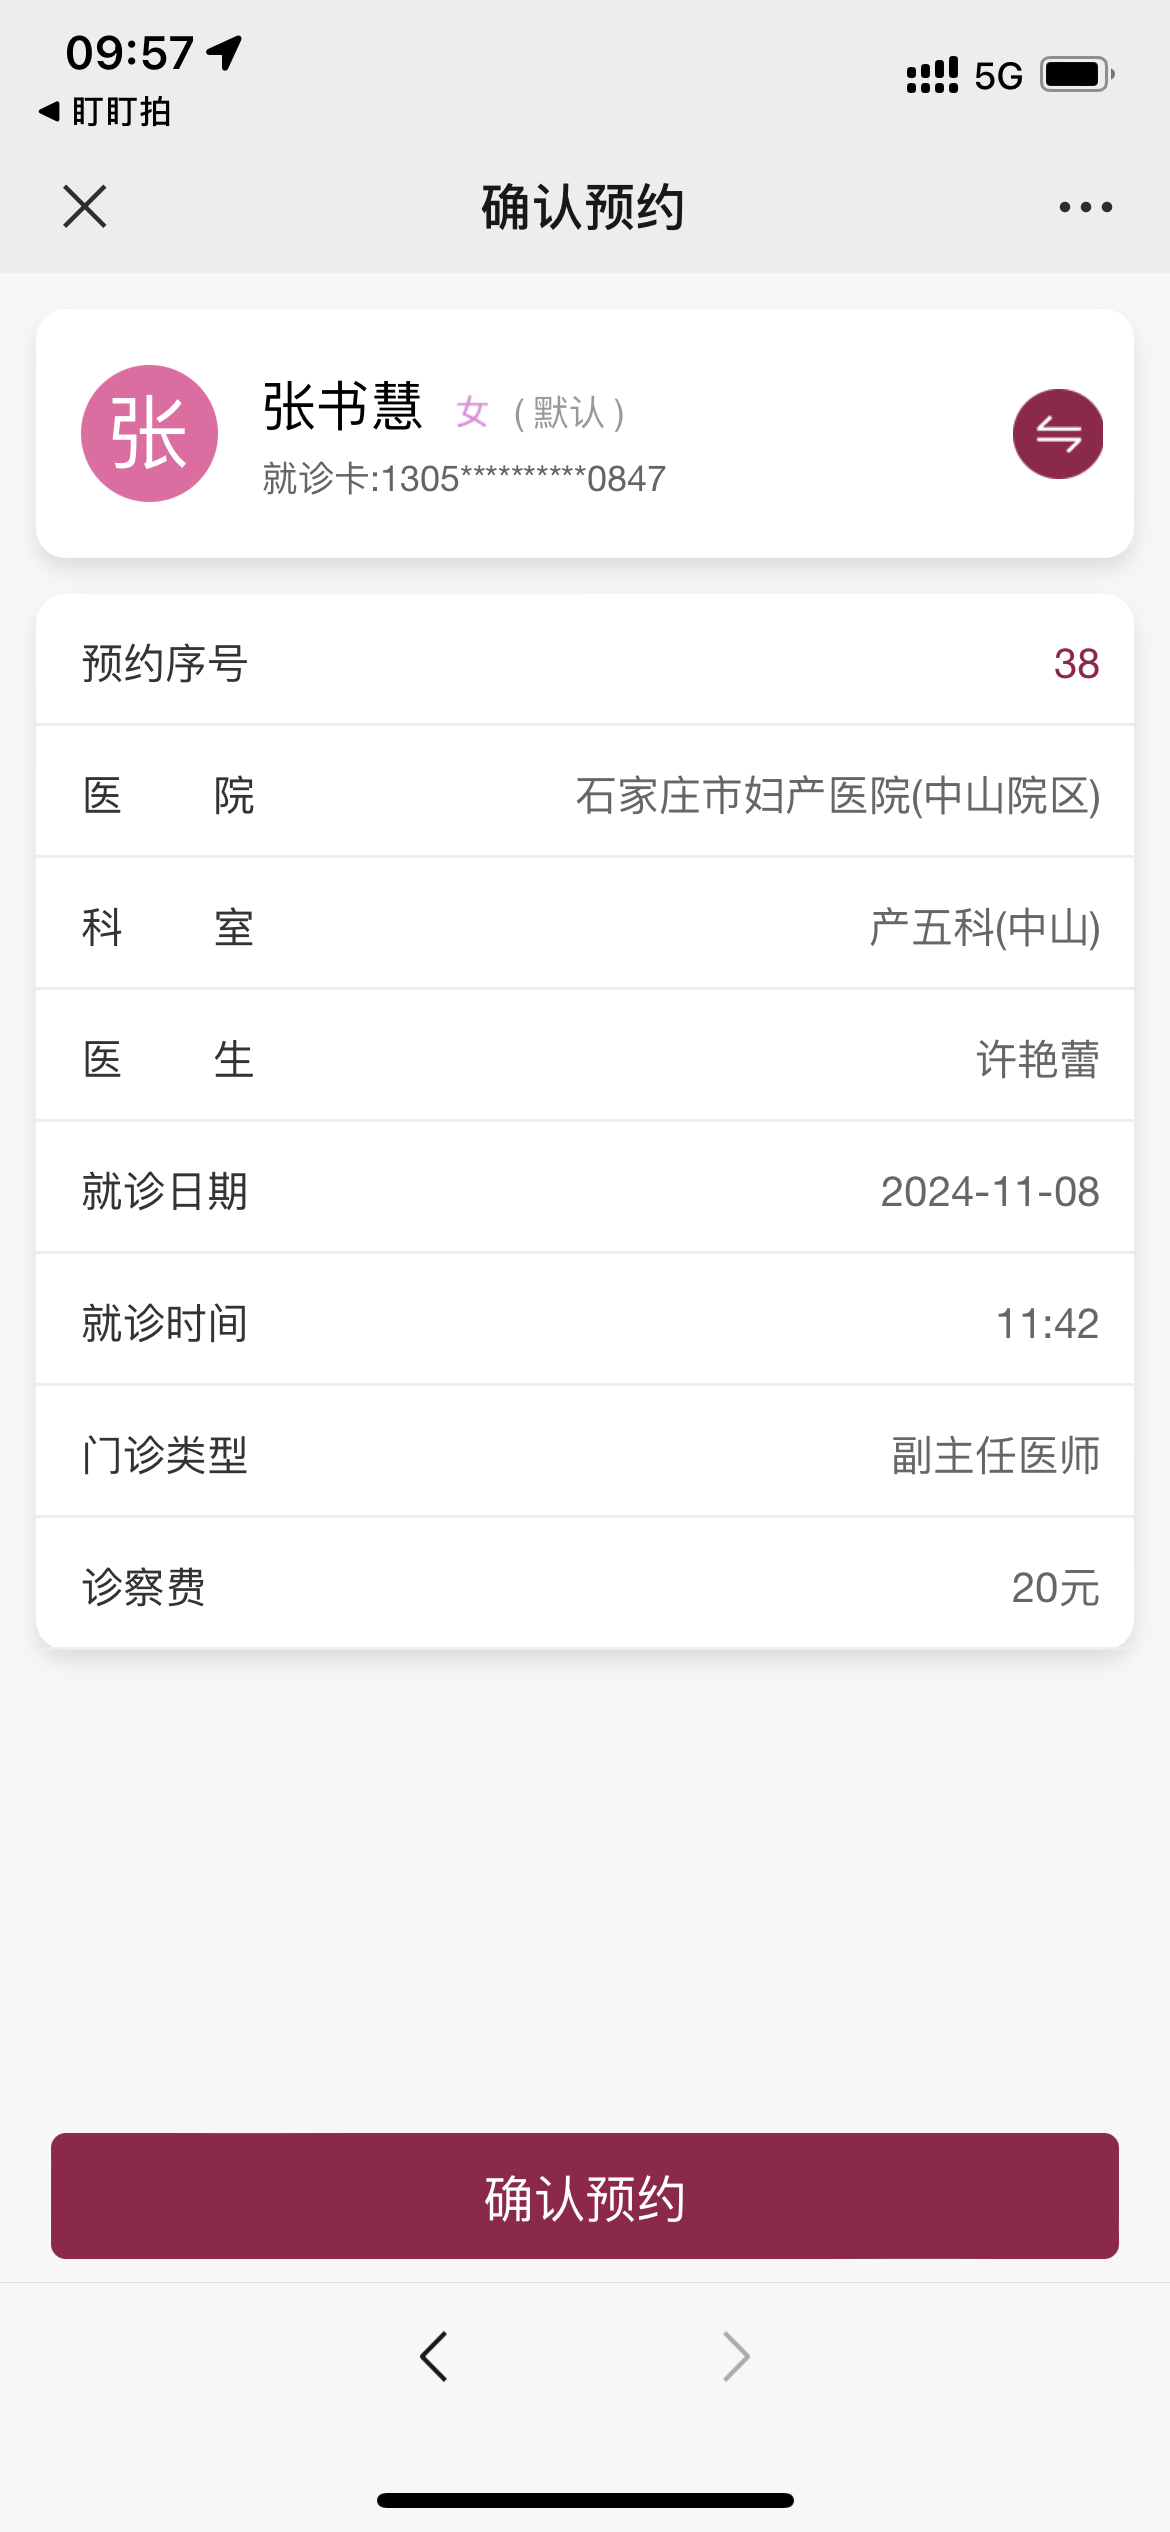 09:57
5G
盯盯拍
确认预约
张
张书慧 女 (默认)
就诊卡:1305**********0847
预约序号 38
医 院 石家庄市妇产医院(中山院区)
科 室 产五科(中山)
医 生 许艳蕾
就诊日期 2024-11-08
就诊时间 11:42
门诊类型 副主任医师
诊察费 20元
确认预约